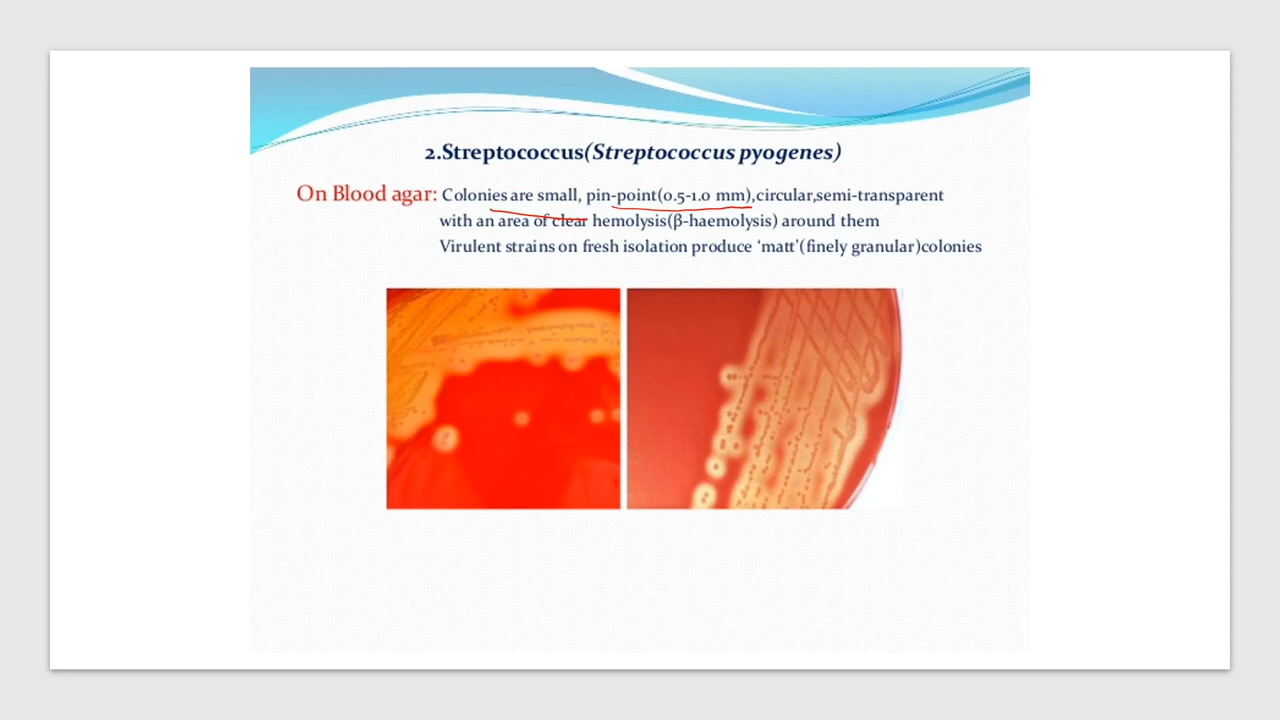 2.Streptococcus(Streptococcus pyogenes)
On Blood agar: Colonies are small, pin-point(0.5-1.0 mm),circular,semi-transparent
with an area of clear hemolysis(β-haemolysis) around them
Virulent strains on fresh isolation produce ‘matt’(finely granular)colonies